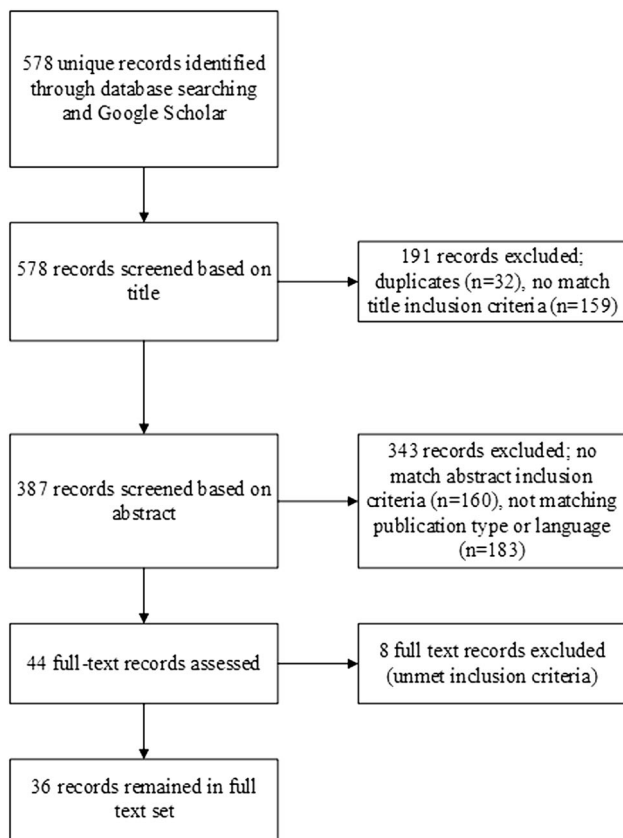 578 unique records identified
through database searching
and Google Scholar
578 records screened based on
title
191 records excluded;
duplicates (n=32), no match
title inclusion criteria (n=159)
387 records screened based on
abstract
343 records excluded; no
match abstract inclusion
criteria (n=160), not matching
publication type or language
(n=183)
44 full-text records assessed
8 full text records excluded
(unmet inclusion criteria)
36 records remained in full
text set